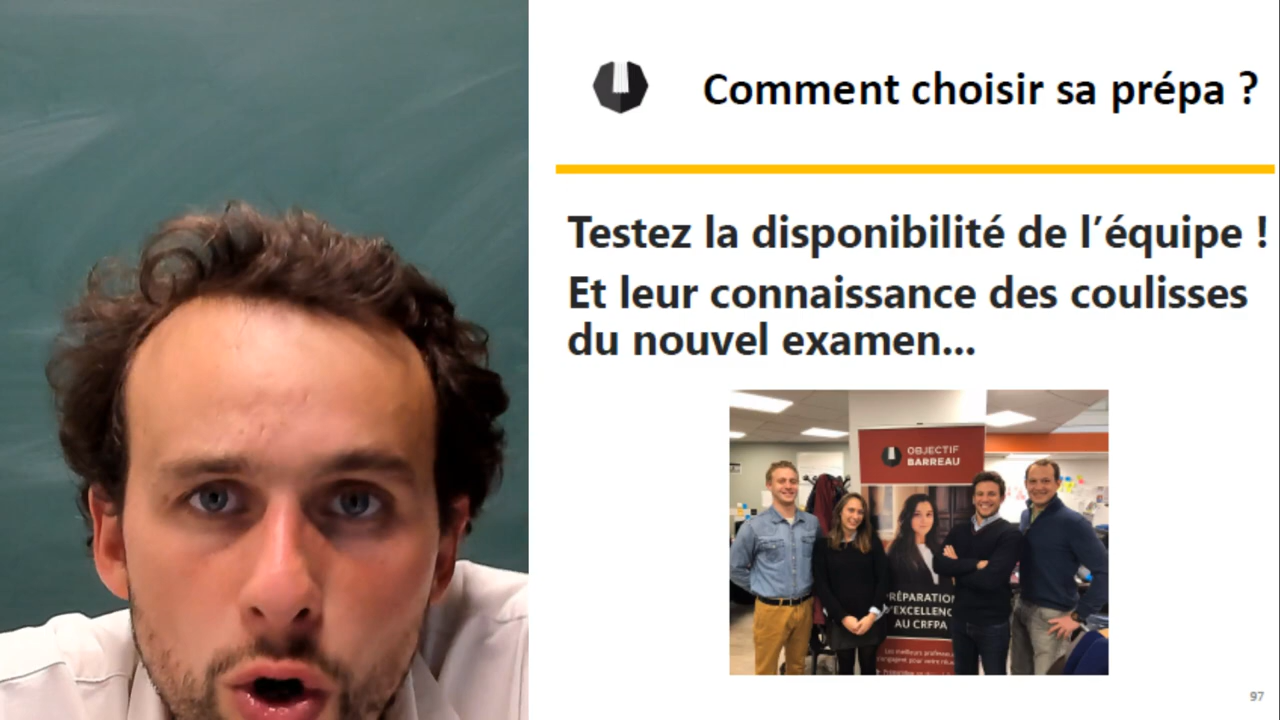 Comment choisir sa prépa ?
Testez la disponibilité de l’équipe !
Et leur connaissance des coulisses
du nouvel examen...
OBJECTIF
BARREAU
PRÉPARATION
D'EXCELLENC
AU CRFPA
97